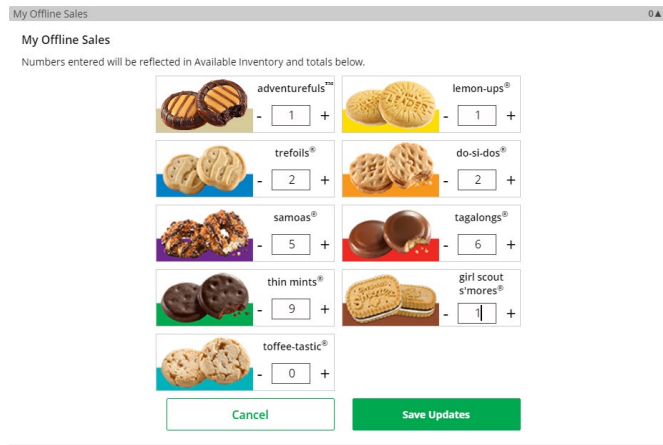 My Offline Sales
0▲
My Offline Sales
Numbers entered will be reflected in Available Inventory and totals below.
adventurefuls™
- 1 +
lemon-ups®
- 1 +
trefoils®
- 2 +
do-si-dos®
- 2 +
samoas®
- 5 +
tagalongs®
- 6 +
thin mints®
- 9 +
girl scout
s'mores®
- 1 +
toffee-tastic®
- 0 +
Cancel
Save Updates